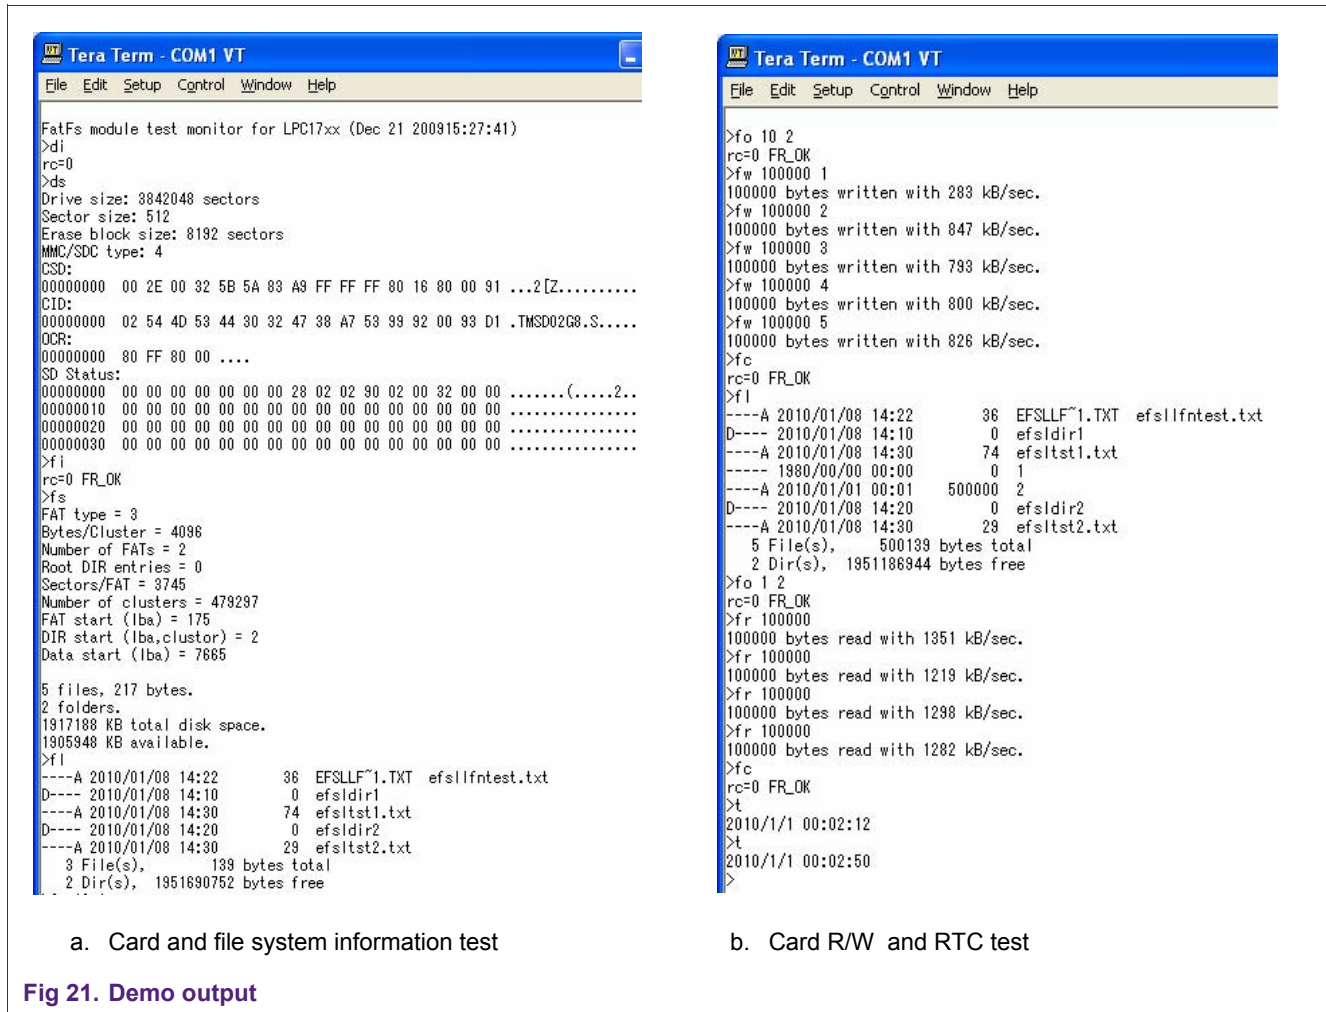 Tera Term - COM1 VT
File Edit Setup Control Window Help
FatFs module test monitor for LPC17xx (Dec 21 200915:27:41)
>di
rc=0
>ds
Drive size: 3842048 sectors
Sector size: 512
Erase block size: 8192 sectors
MMC/SDC type: 4
CSD:
00000000 00 2E 00 32 5B 5A 83 A9 FF FF FF 80 16 80 00 91 ...2[Z..........
CID:
00000000 02 54 4D 53 44 30 32 47 38 A7 53 99 92 00 93 D1 .TMSD02G8.S.....
OCR:
00000000 80 FF 80 00 ....
SD Status:
00000000 00 00 00 00 00 00 00 28 02 02 90 02 00 32 00 00 .......(.....2..
00000010 00 00 00 00 00 00 00 00 00 00 00 00 00 00 00 00 ................
00000020 00 00 00 00 00 00 00 00 00 00 00 00 00 00 00 00 ................
00000030 00 00 00 00 00 00 00 00 00 00 00 00 00 00 00 00 ................
>fi
rc=0 FR_OK
>fs
FAT type = 3
Bytes/Cluster = 4096
Number of FATs = 2
Root DIR entries = 0
Sectors/FAT = 3745
Number of clusters = 479297
FAT start (lba) = 175
DIR start (lba,clustor) = 2
Data start (lba) = 7665
5 files, 217 bytes.
2 folders.
1917188 KB total disk space.
1905948 KB available.
>fl
----A 2010/01/08 14:22 36 EFSLLF~1.TXT efsllfntest.txt
D---- 2010/01/08 14:10 0 efsldir1
----A 2010/01/08 14:30 74 efsltst1.txt
D---- 2010/01/08 14:20 0 efsldir2
----A 2010/01/08 14:30 29 efsltst2.txt
3 File(s), 139 bytes total
2 Dir(s), 1951690752 bytes free
a. Card and file system information test
Tera Term - COM1 VT
File Edit Setup Control Window Help
>fo 10 2
rc=0 FR_OK
>fw 100000 1
100000 bytes written with 283 kB/sec.
>fw 100000 2
100000 bytes written with 847 kB/sec.
>fw 100000 3
100000 bytes written with 793 kB/sec.
>fw 100000 4
100000 bytes written with 800 kB/sec.
>fw 100000 5
100000 bytes written with 826 kB/sec.
>fc
rc=0 FR_OK
>fl
----A 2010/01/08 14:22 36 EFSLLF~1.TXT efsllfntest.txt
D---- 2010/01/08 14:10 0 efsldir1
----A 2010/01/08 14:30 74 efsltst1.txt
----- 1980/00/00 00:00 0 1
----A 2010/01/01 00:01 500000 2
D---- 2010/01/08 14:20 0 efsldir2
----A 2010/01/08 14:30 29 efsltst2.txt
5 File(s), 500139 bytes total
2 Dir(s), 1951186944 bytes free
>fo 1 2
rc=0 FR_OK
>fr 100000
100000 bytes read with 1351 kB/sec.
>fr 100000
100000 bytes read with 1219 kB/sec.
>fr 100000
100000 bytes read with 1298 kB/sec.
>fr 100000
100000 bytes read with 1282 kB/sec.
>fc
rc=0 FR_OK
>t
2010/1/1 00:02:12
>t
2010/1/1 00:02:50
>
b. Card R/W and RTC test
Fig 21. Demo output